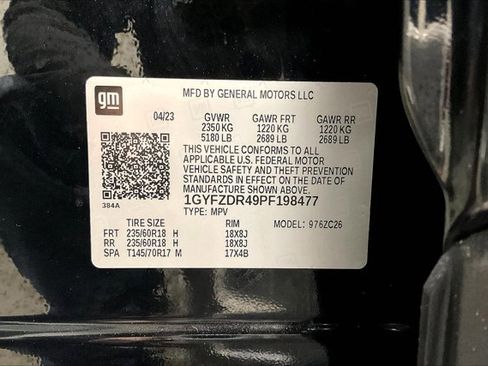 gm
MFD BY GENERAL MOTORS LLC
04/23 GVWR GAWR FRT GAWR RR
2350 KG 1220 KG 1220 KG
5180 LB 2689 LB 2689 LB
THIS VEHICLE CONFORMS TO ALL
APPLICABLE U.S. FEDERAL MOTOR
VEHICLE SAFETY AND THEFT PREVENTION
STANDARDS IN EFFECT ON THE DATE OF
MANUFACTURE SHOWN ABOVE.
384A 1GYFZDR49PF198477
TYPE: MPV MODEL: 976ZC26
TIRE SIZE RIM
FRT 235/60R18 H 18X8J
RR 235/60R18 H 18X8J
SPA T145/70R17 M 17X4B